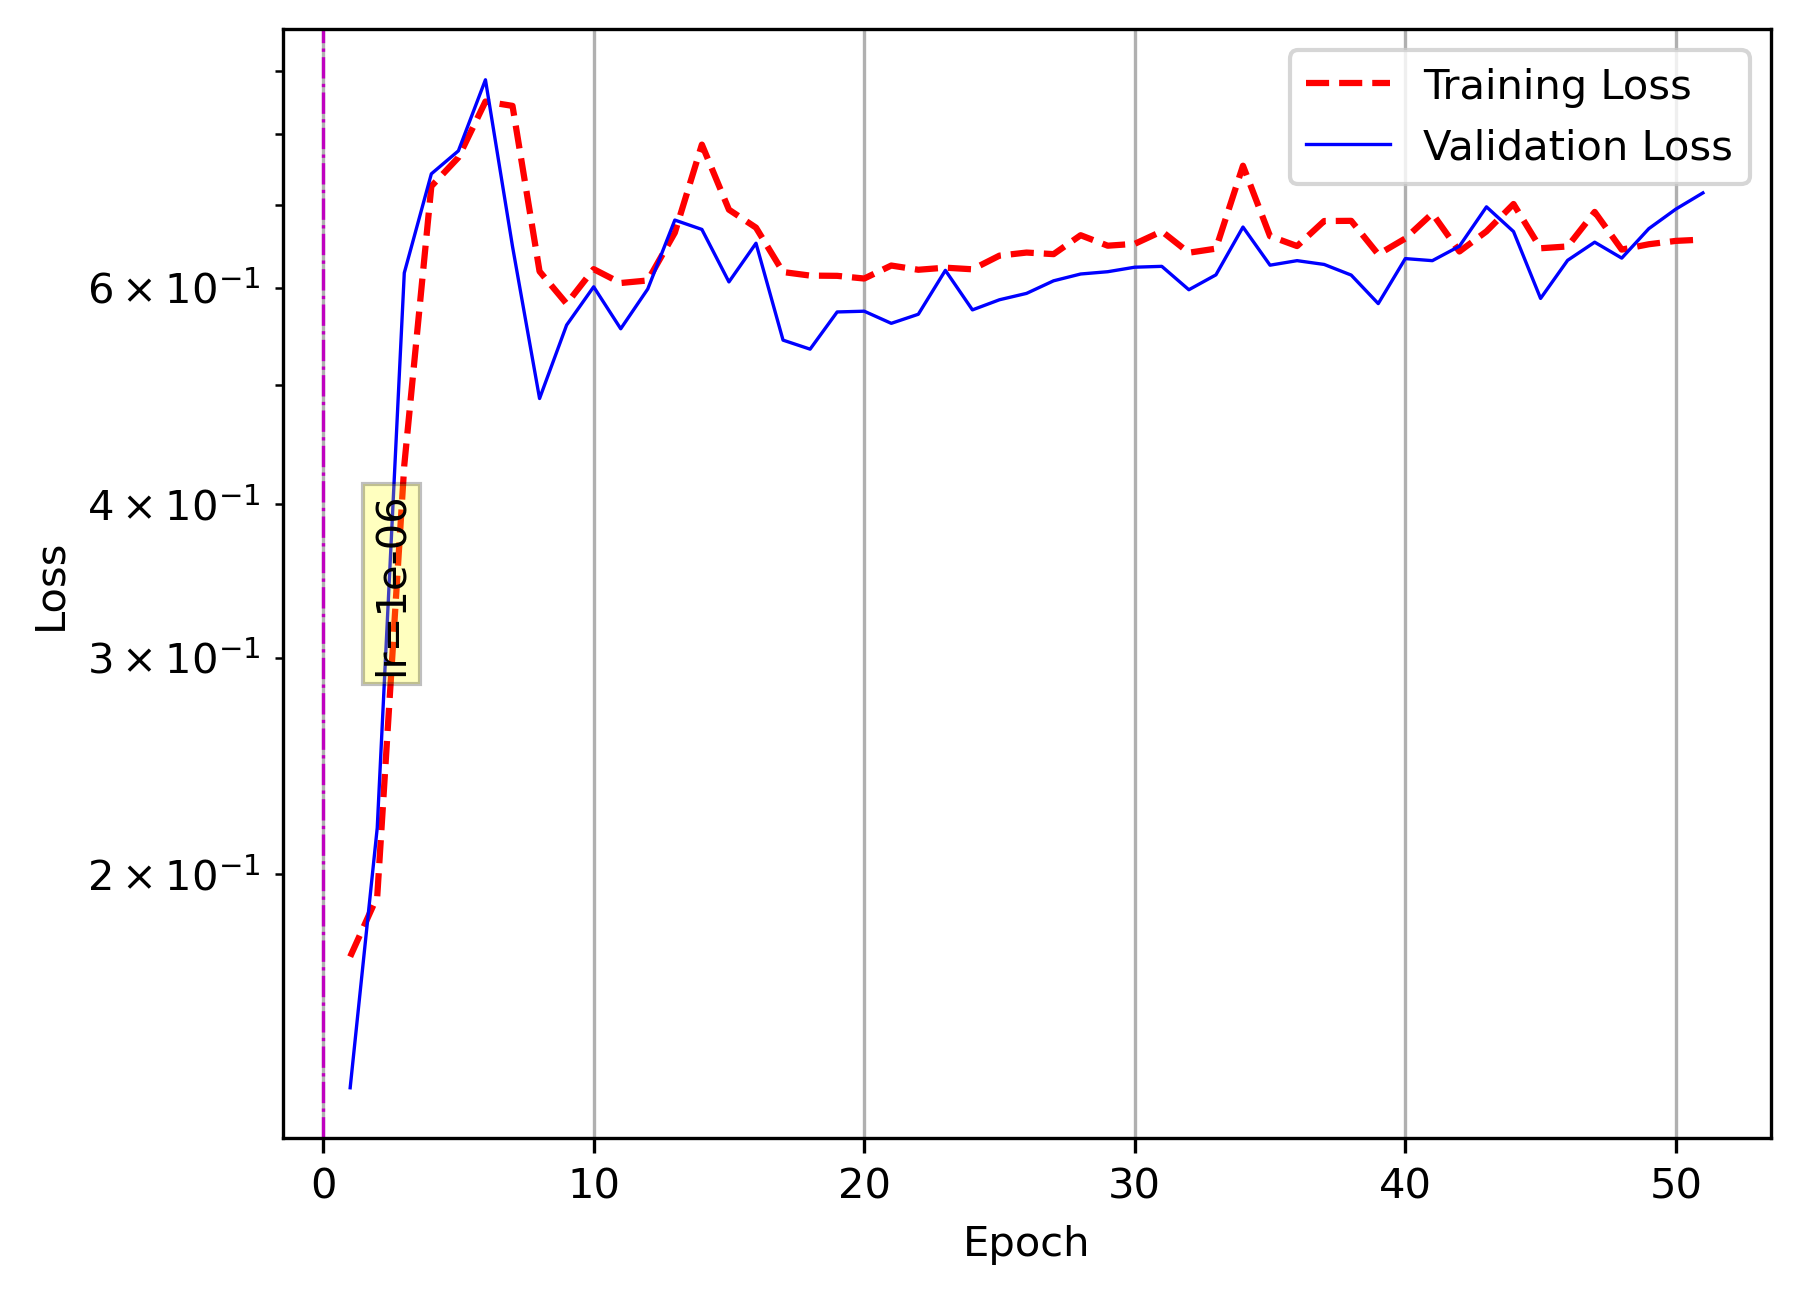 Training Loss
Validation Loss
6 × 10⁻¹
4 × 10⁻¹
3 × 10⁻¹
2 × 10⁻¹
Loss
lr=1e-06
0 10 20 30 40 50
Epoch